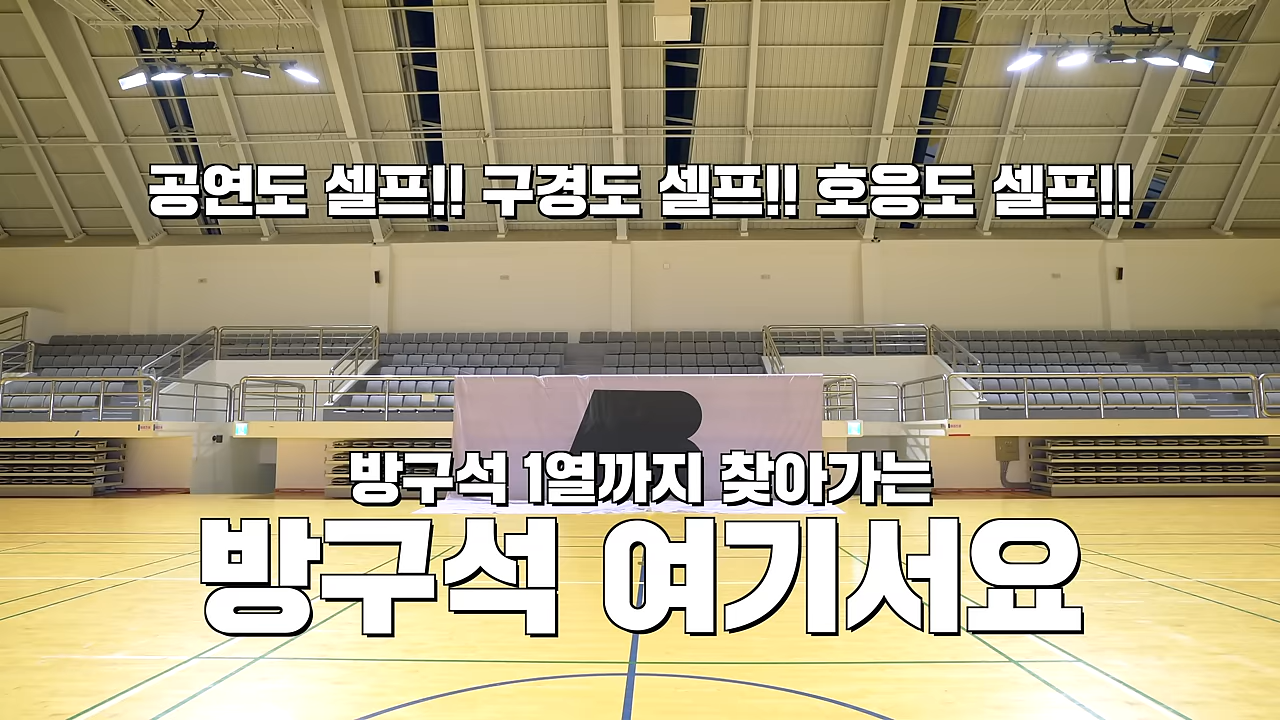 공연도 셀프!! 구경도 셀프!! 호응도 셀프!!
방구석 1열까지 찾아가는
방구석 여기서요